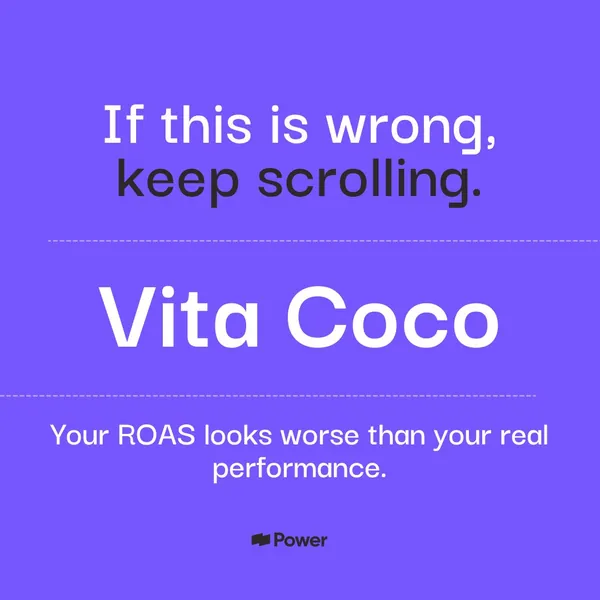 If this is wrong,
keep scrolling.
Vita Coco
Your ROAS looks worse than your real
performance.
Power